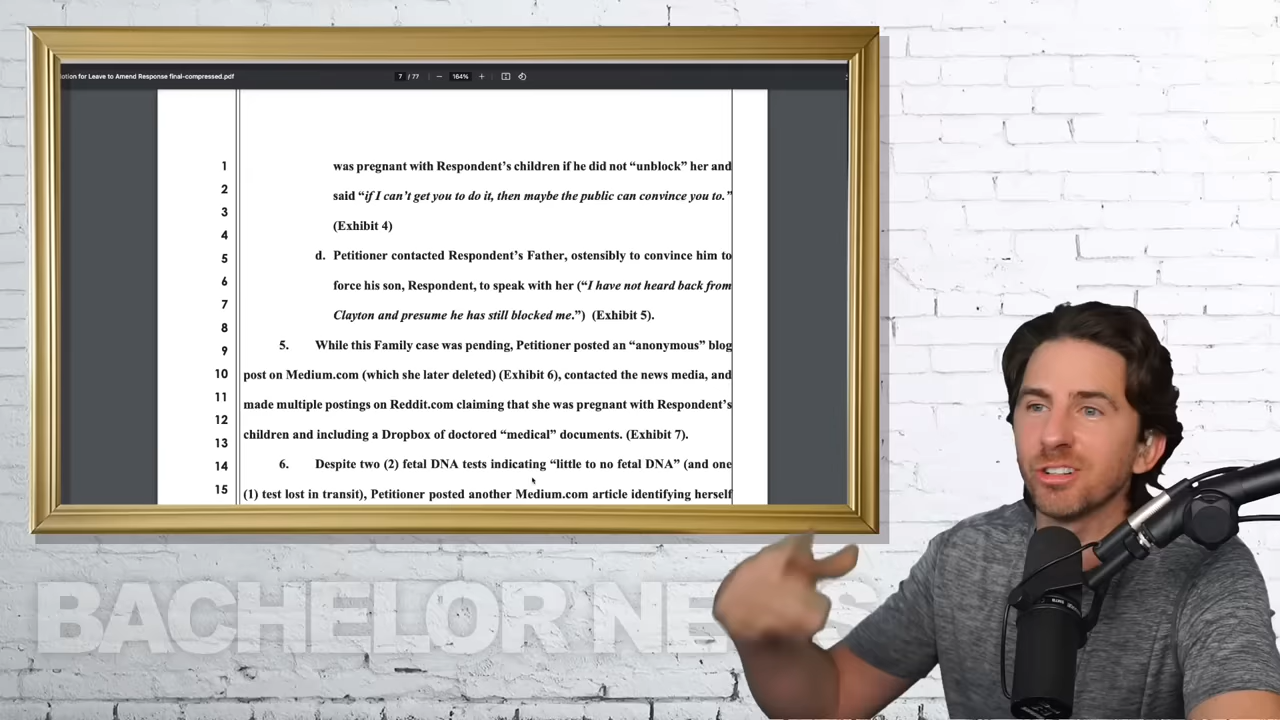 otion for Leave to Amend Response final-compressed.pdf
7 / 77
164%
1 was pregnant with Respondent's children if he did not “unblock” her and
2 said “if I can’t get you to do it, then maybe the public can convince you to.”
3 (Exhibit 4)
4
5 d. Petitioner contacted Respondent’s Father, ostensibly to convince him to
6 force his son, Respondent, to speak with her (“I have not heard back from
7 Clayton and presume he has still blocked me.”) (Exhibit 5).
8
9 5. While this Family case was pending, Petitioner posted an “anonymous” blog
10 post on Medium.com (which she later deleted) (Exhibit 6), contacted the news media, and
11 made multiple postings on Reddit.com claiming that she was pregnant with Respondent’s
12
13 children and including a Dropbox of doctored “medical” documents. (Exhibit 7).
14 6. Despite two (2) fetal DNA tests indicating “little to no fetal DNA” (and one
15 (1) test lost in transit), Petitioner posted another Medium.com article identifying herself
BACHELOR NEWS